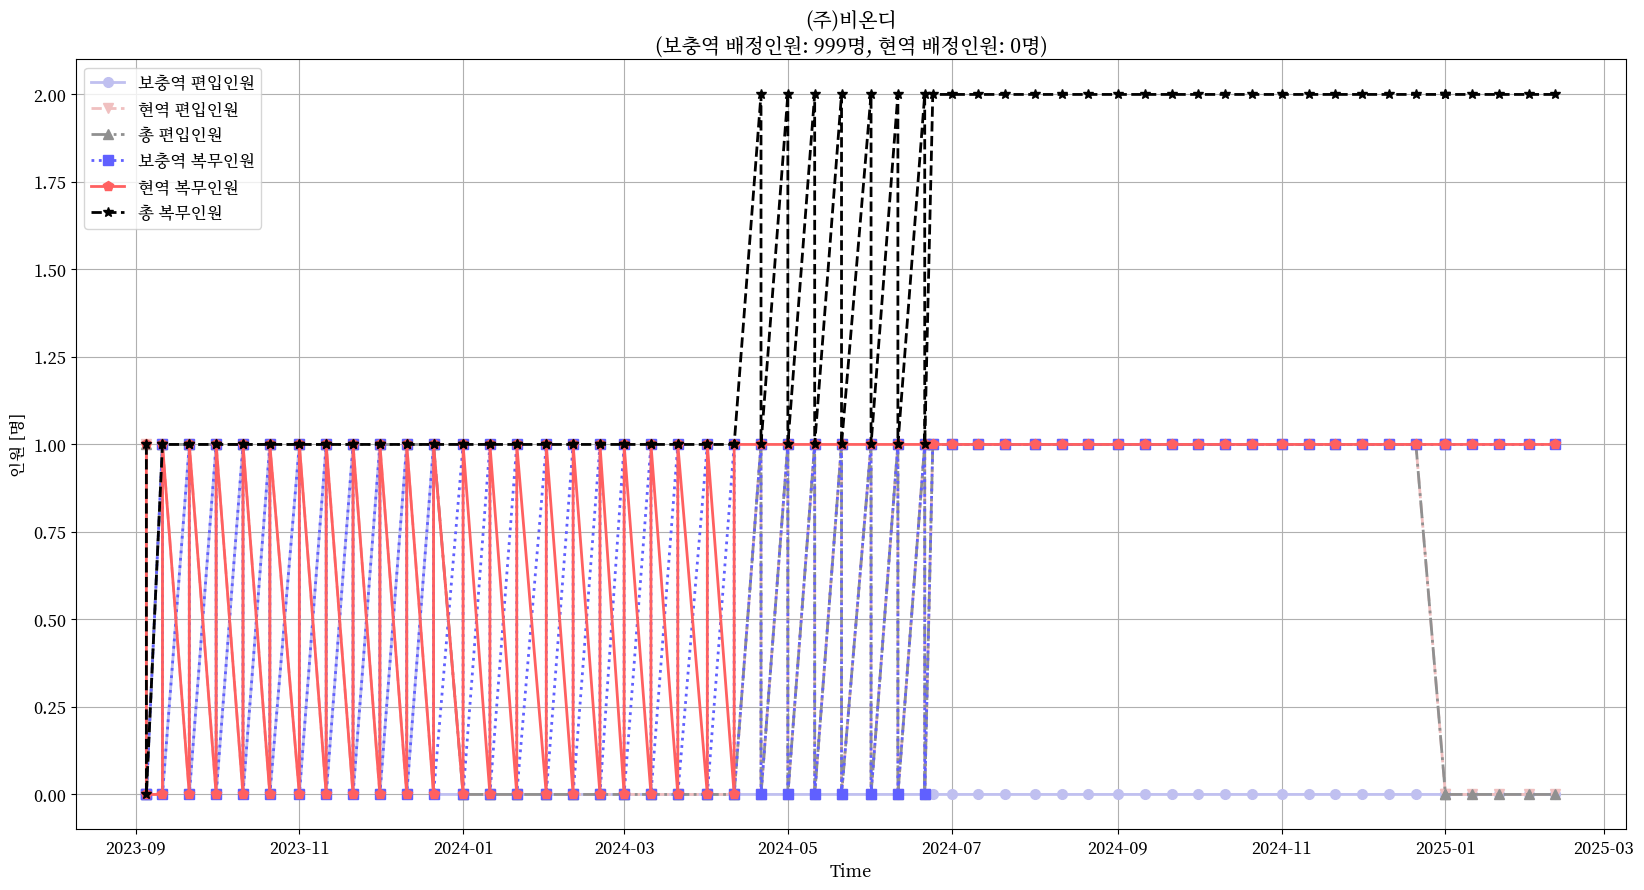 (주)비온디
(보충역 배정인원: 999명, 현역 배정인원: 0명)
보충역 편입인원
현역 편입인원
총 편입인원
보충역 복무인원
현역 복무인원
총 복무인원
2.00
1.75
1.50
1.25
1.00
0.75
0.50
0.25
0.00
인원 [명]
2023-09
2023-11
2024-01
2024-03
2024-05
2024-07
2024-09
2024-11
2025-01
2025-03
Time